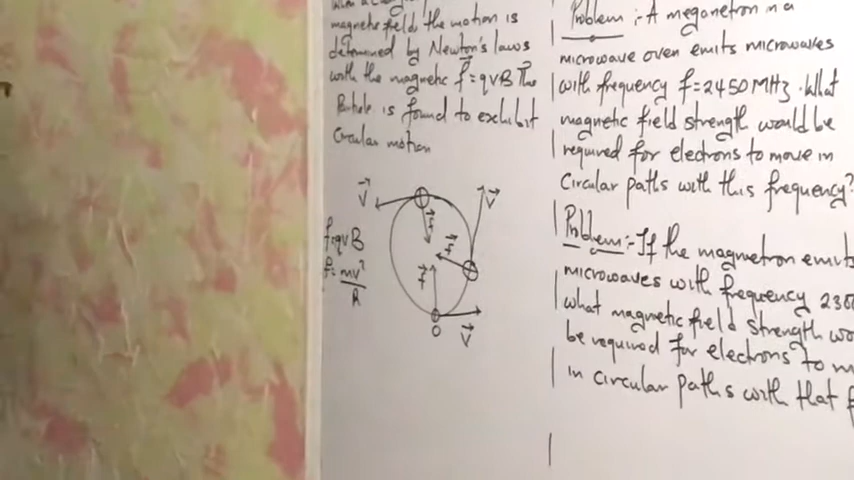 magnetic field the motion is
determined by Newton's laws
with the magnetic f=qvB The
Particle is found to exhibit
Circular motion
V
V
f
f
f=qvB
f=mv²
R
f
O
V
Problem :- A meganetron in a
microwave oven emits microwaves
with frequency f=2450MHz. What
magnetic field strength would be
required for electrons to move in
Circular paths with this frequency?
Problem:- If the magnetron emits
microwaves with frequency 230
what magnetic field strength wo
be required for electrons to m
in circular paths with that f